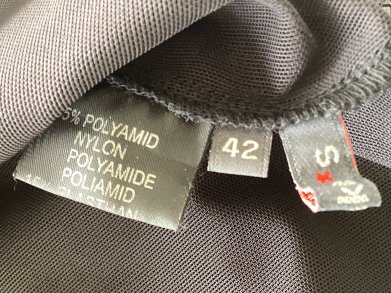 5% POLYAMID
NYLON
POLYAMIDE
POLIAMID
42
S